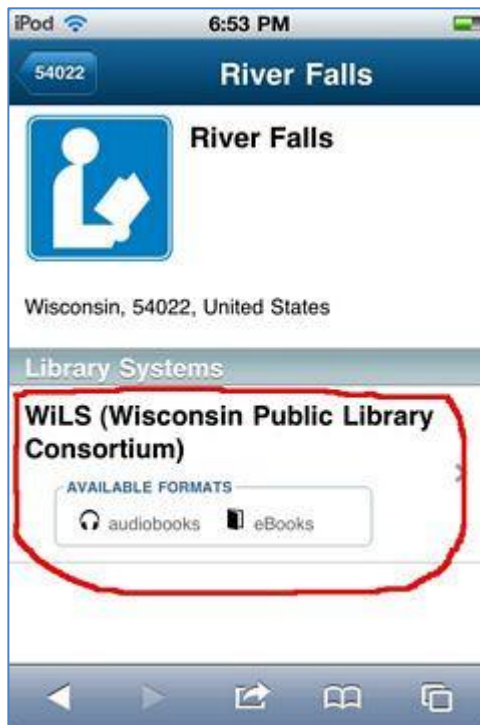 iPod 6:53 PM
54022 River Falls
River Falls
Wisconsin, 54022, United States
Library Systems
WiLS (Wisconsin Public Library
Consortium)
AVAILABLE FORMATS
audiobooks eBooks